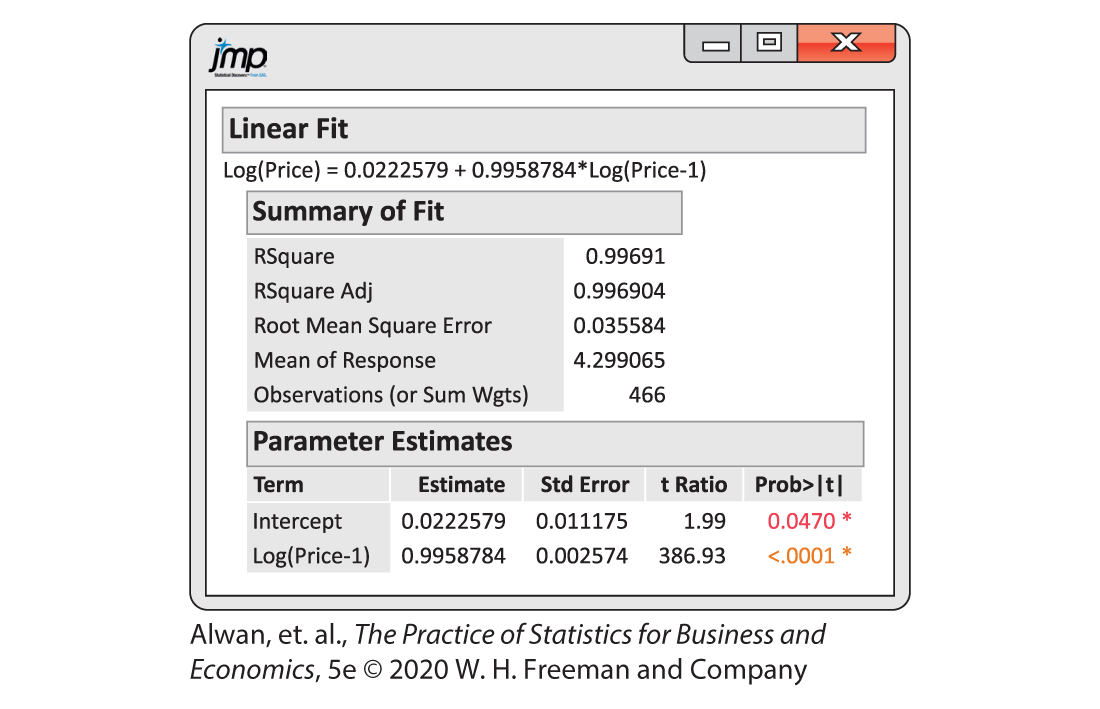 jmp
Statistical Discovery™ From SAS.
Linear Fit
Log(Price) = 0.0222579 + 0.9958784*Log(Price-1)
Summary of Fit
RSquare 0.99691
RSquare Adj 0.996904
Root Mean Square Error 0.035584
Mean of Response 4.299065
Observations (or Sum Wgts) 466
Parameter Estimates
Term Estimate Std Error t Ratio Prob>|t|
Intercept 0.0222579 0.011175 1.99 0.0470 *
Log(Price-1) 0.9958784 0.002574 386.93 <.0001 *
Alwan, et. al., The Practice of Statistics for Business and
Economics, 5e © 2020 W. H. Freeman and Company